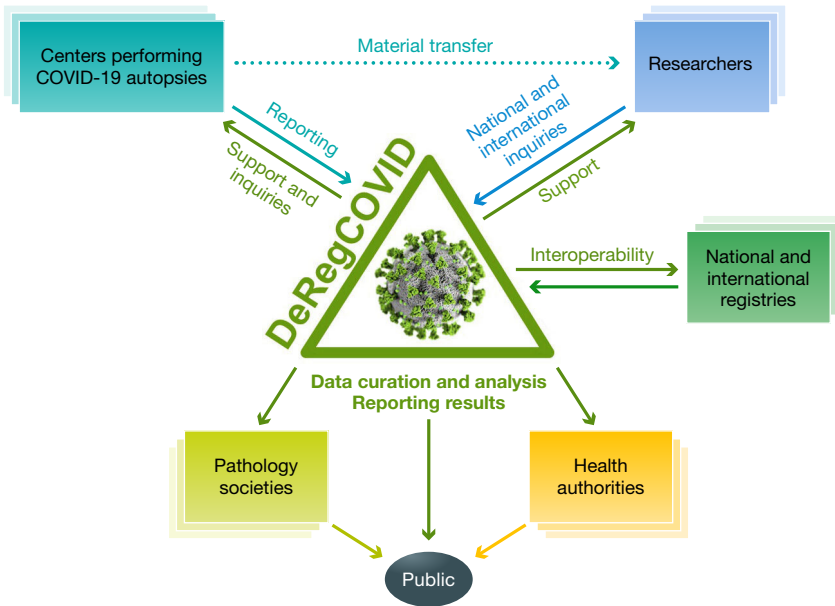 Centers performing
COVID-19 autopsies
Material transfer
Researchers
Reporting
Support and
inquiries
National and
international
inquiries
Support
DeRegCOVID
Interoperability
National and
international
registries
Data curation and analysis
Reporting results
Pathology
societies
Health
authorities
Public